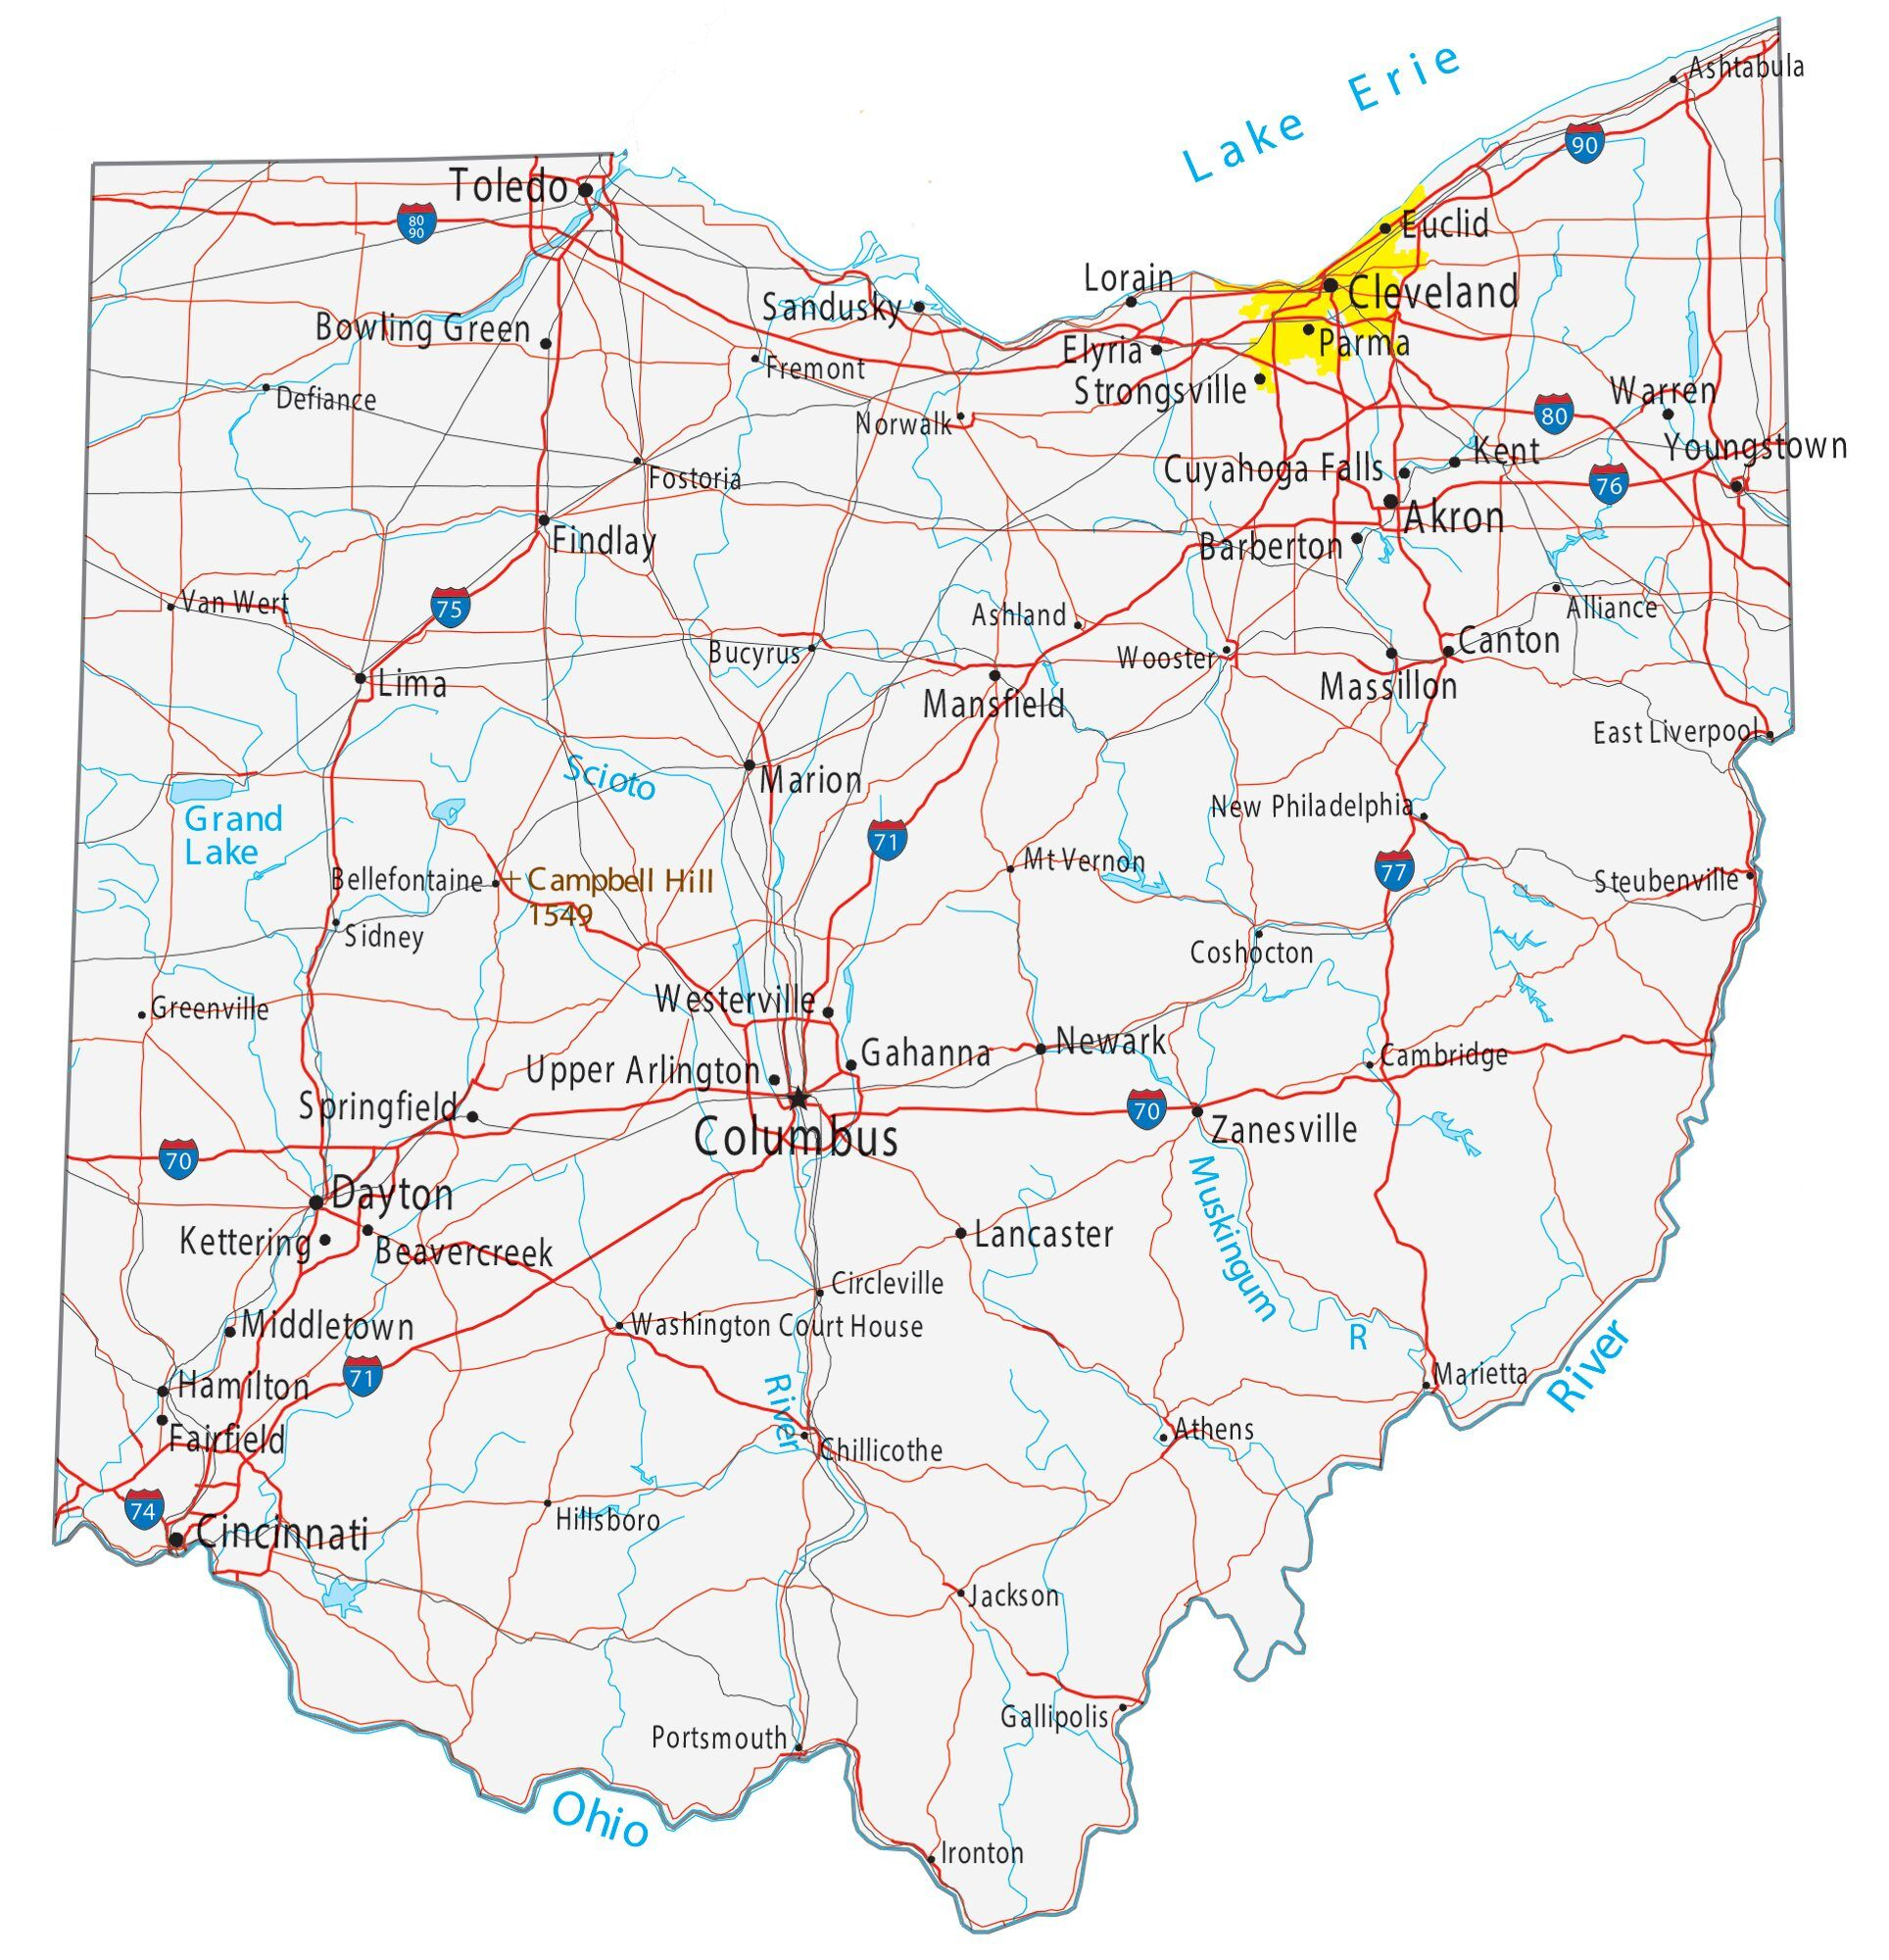 Lake Erie
Ashtabula
90
Toledo
80
90
Euclid
Lorain
Cleveland
Sandusky
Bowling Green
Elyria
Parma
Fremont
Strongsville
Defiance
Warren
80
Norwalk
Youngstown
Kent
Cuyahoga Falls
Fostoria
76
Akron
Findlay
Barberton
Van Wert
75
Ashland
Alliance
Canton
Bucyrus
Wooster
Lima
Massillon
Mansfield
East Liverpool
Scioto
Marion
Grand
Lake
New Philadelphia
71
Mt Vernon
77
Bellefontaine
Campbell Hill
1549
Steubenville
Sidney
Coshocton
Westerville
Greenville
Newark
Gahanna
Cambridge
Upper Arlington
Springfield
70
Columbus
Zanesville
70
Dayton
Muskingum
R
Kettering
Beavercreek
Lancaster
Circleville
Middletown
Washington Court House
71
Hamilton
Marietta
River
River
Fairfield
Athens
Chillicothe
74
Hillsboro
Cincinnati
Jackson
Gallipolis
Portsmouth
Ohio
Ironton